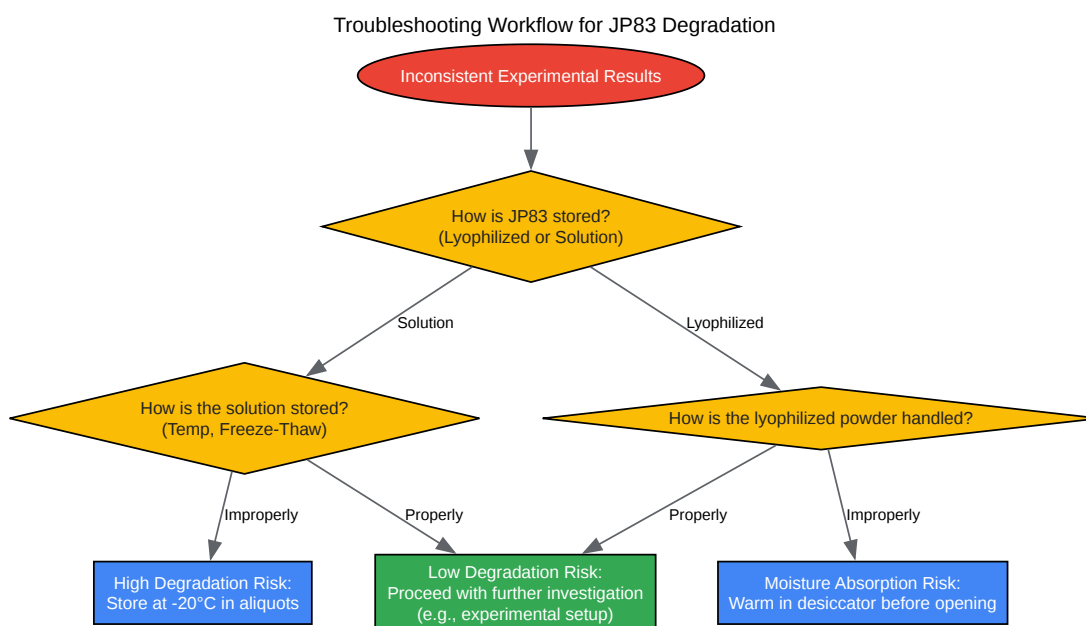 Troubleshooting Workflow for JP83 Degradation
Inconsistent Experimental Results
How is JP83 stored?
(Lyophilized or Solution)
Solution
Lyophilized
How is the solution stored?
(Temp, Freeze-Thaw)
How is the lyophilized powder handled?
Improperly
Properly
Properly
Improperly
High Degradation Risk:
Store at -20°C in aliquots
Low Degradation Risk:
Proceed with further investigation
(e.g., experimental setup)
Moisture Absorption Risk:
Warm in desiccator before opening